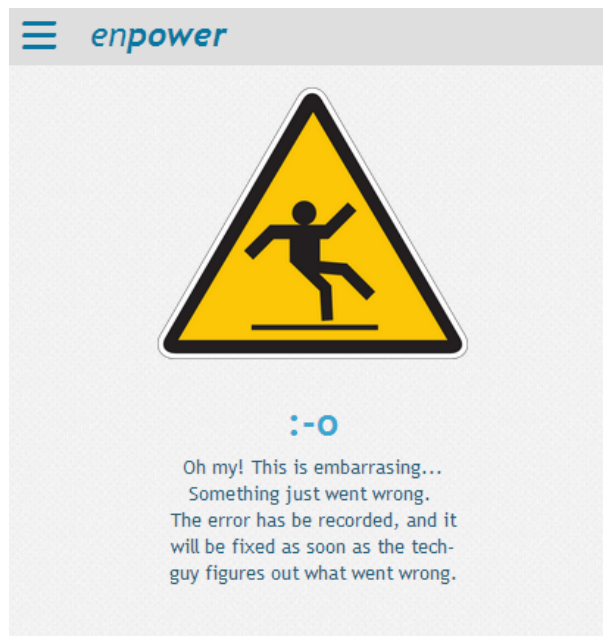 enpower
:-o
Oh my! This is embarrasing...
Something just went wrong.
The error has be recorded, and it
will be fixed as soon as the tech-
guy figures out what went wrong.